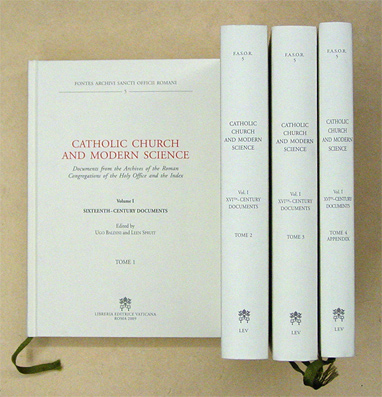 FONTES ARCHIVI SANCTI OFFICII ROMANI
5
CATHOLIC CHURCH
AND MODERN SCIENCE
Documents from the Archives of the Roman
Congregations of the Holy Office and the Index
Volume I
SIXTEENTH-CENTURY DOCUMENTS
Edited by
UGO BALDINI and LEEN SPRUIT
TOME 1
LIBRERIA EDITRICE VATICANA
ROMA 2009
F.A.S.O.R.
5
CATHOLIC
CHURCH
AND MODERN
SCIENCE
Vol. I
XVITH-CENTURY
DOCUMENTS
TOME 2
LEV
F.A.S.O.R.
5
CATHOLIC
CHURCH
AND MODERN
SCIENCE
Vol. I
XVITH-CENTURY
DOCUMENTS
TOME 3
LEV
F.A.S.O.R.
5
CATHOLIC
CHURCH
AND MODERN
SCIENCE
Vol. I
XVITH-CENTURY
DOCUMENTS
TOME 4
APPENDIX
LEV